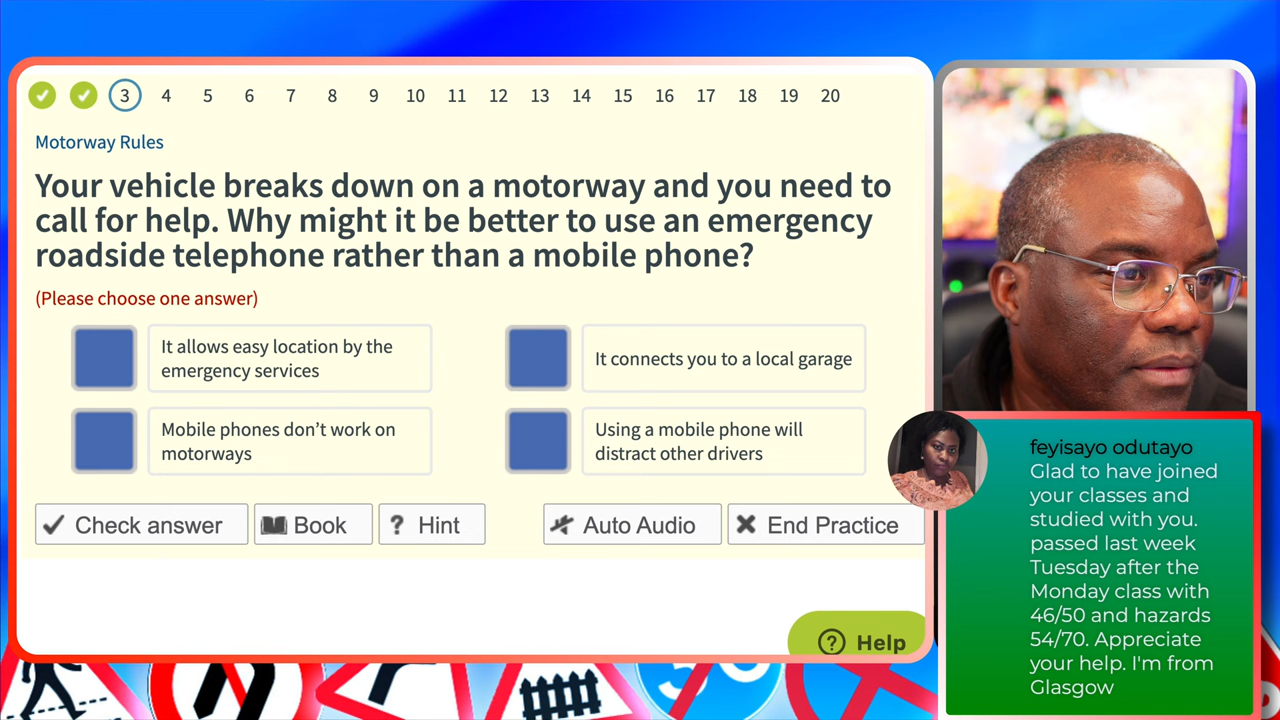 3 4 5 6 7 8 9 10 11 12 13 14 15 16 17 18 19 20
Motorway Rules
Your vehicle breaks down on a motorway and you need to
call for help. Why might it be better to use an emergency
roadside telephone rather than a mobile phone?
(Please choose one answer)
It allows easy location by the
emergency services
It connects you to a local garage
Mobile phones don’t work on
motorways
Using a mobile phone will
distract other drivers
Check answer
Book
? Hint
Auto Audio
End Practice
? Help
feyisayo odutayo
Glad to have joined
your classes and
studied with you.
passed last week
Tuesday after the
Monday class with
46/50 and hazards
54/70. Appreciate
your help. I'm from
Glasgow